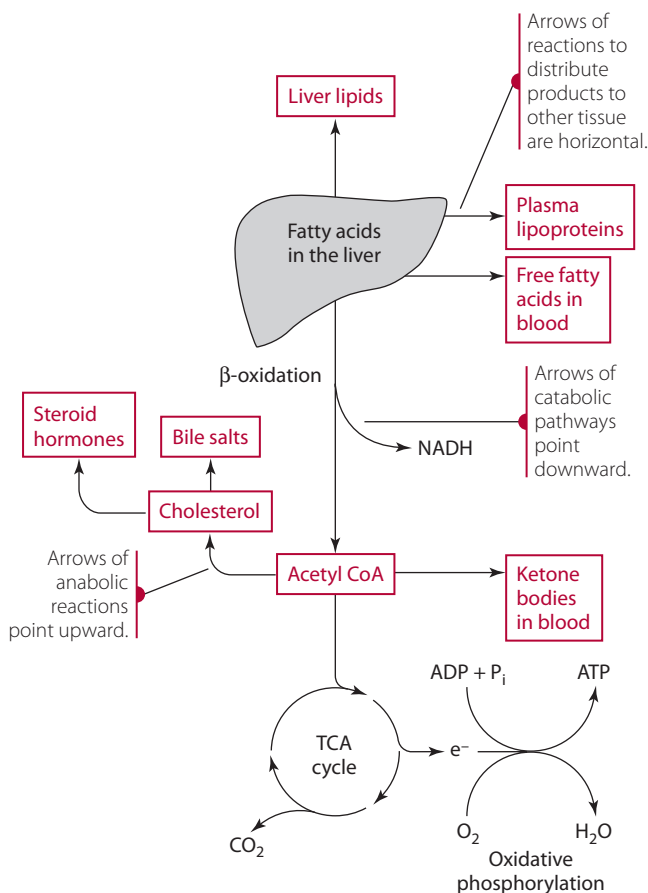 Arrows of
reactions to
distribute
products to
other tissue
are horizontal.
Liver lipids
Fatty acids
in the liver
Plasma
lipoproteins
Free fatty
acids in
blood
β-oxidation
Arrows of
catabolic
pathways
point
downward.
NADH
Steroid
hormones
Bile salts
Cholesterol
Arrows of
anabolic
reactions
point upward.
Acetyl CoA
Ketone
bodies
in blood
ADP + Pᵢ
ATP
TCA
cycle
e⁻
CO₂
O₂
H₂O
Oxidative
phosphorylation